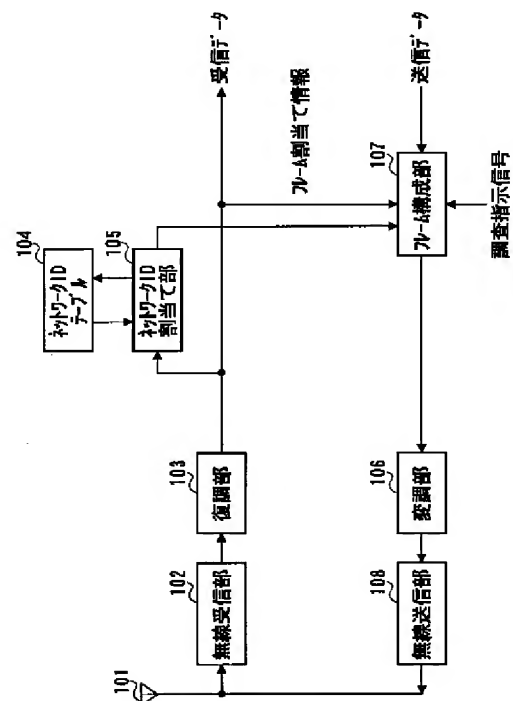 101
102
無線受信部
103
復調部
104
ネットワークID
テーブル
105
ネットワークID
割当て部
受信データ
フレーム割当て情報
送信データ
107
フレーム構成部
調査指示信号
106
変調部
108
無線送信部